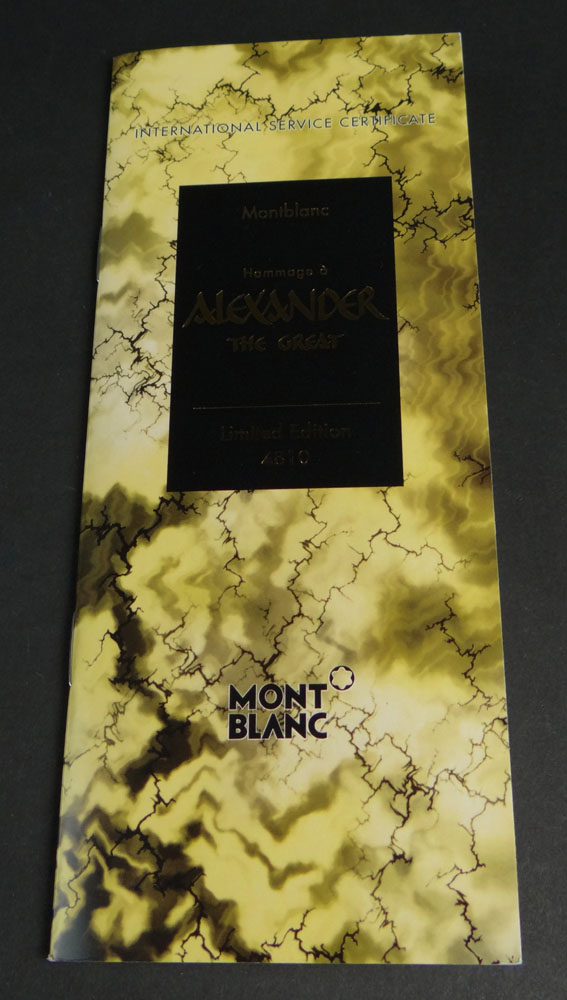 INTERNATIONAL SERVICE CERTIFICATE
Montblanc
Hommage à
ALEXANDER
THE GREAT
Limited Edition
4810
MONT
BLANC